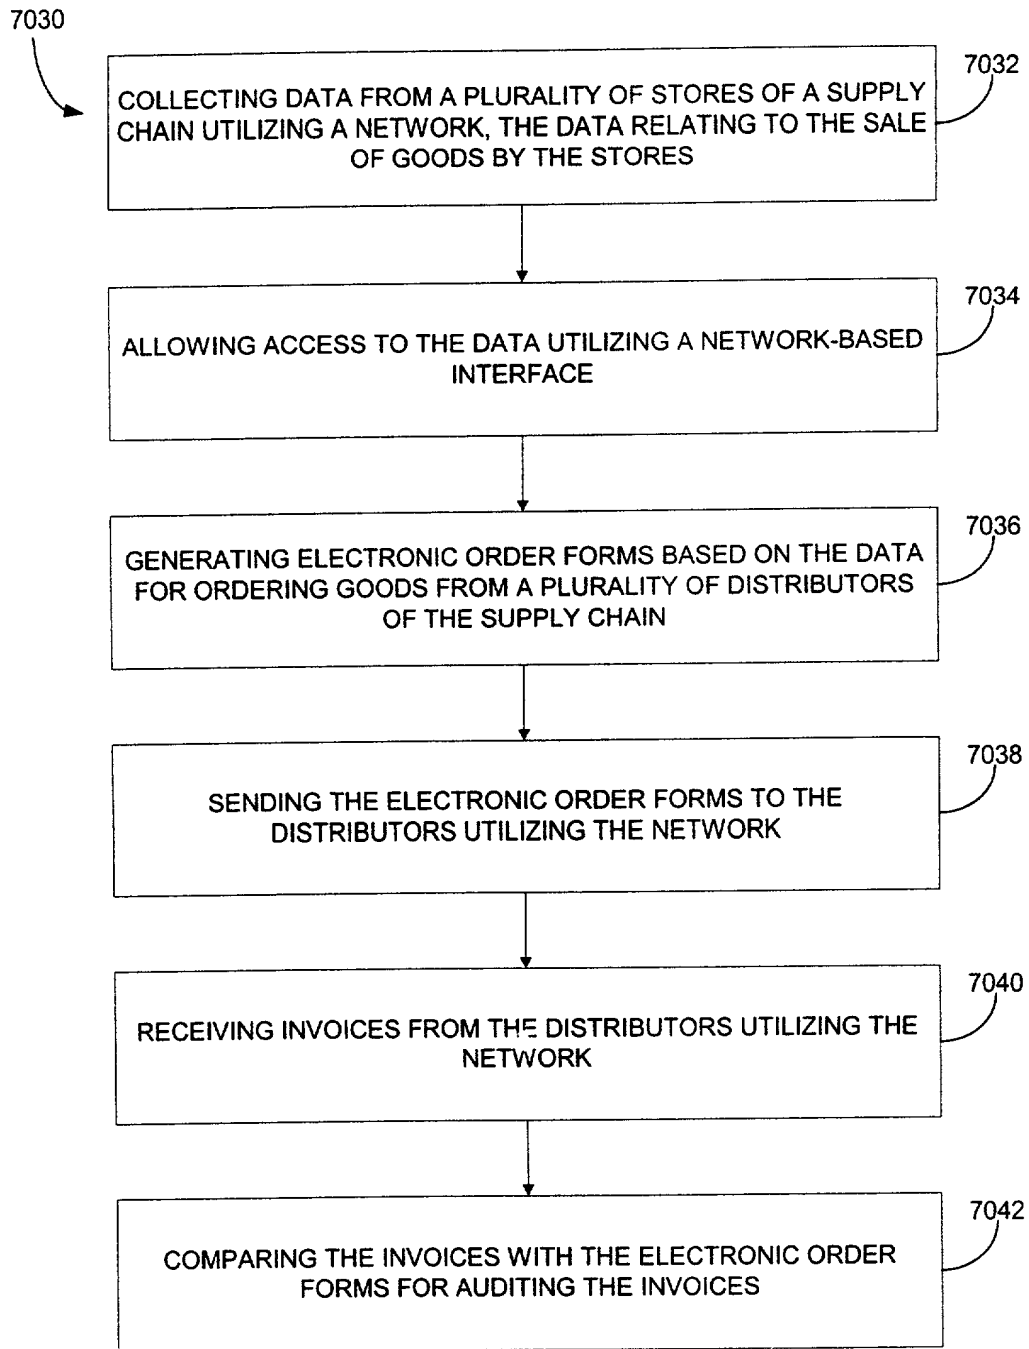 7030
7032
COLLECTING DATA FROM A PLURALITY OF STORES OF A SUPPLY
CHAIN UTILIZING A NETWORK, THE DATA RELATING TO THE SALE
OF GOODS BY THE STORES
7034
ALLOWING ACCESS TO THE DATA UTILIZING A NETWORK-BASED
INTERFACE
7036
GENERATING ELECTRONIC ORDER FORMS BASED ON THE DATA
FOR ORDERING GOODS FROM A PLURALITY OF DISTRIBUTORS
OF THE SUPPLY CHAIN
7038
SENDING THE ELECTRONIC ORDER FORMS TO THE
DISTRIBUTORS UTILIZING THE NETWORK
7040
RECEIVING INVOICES FROM THE DISTRIBUTORS UTILIZING THE
NETWORK
7042
COMPARING THE INVOICES WITH THE ELECTRONIC ORDER
FORMS FOR AUDITING THE INVOICES